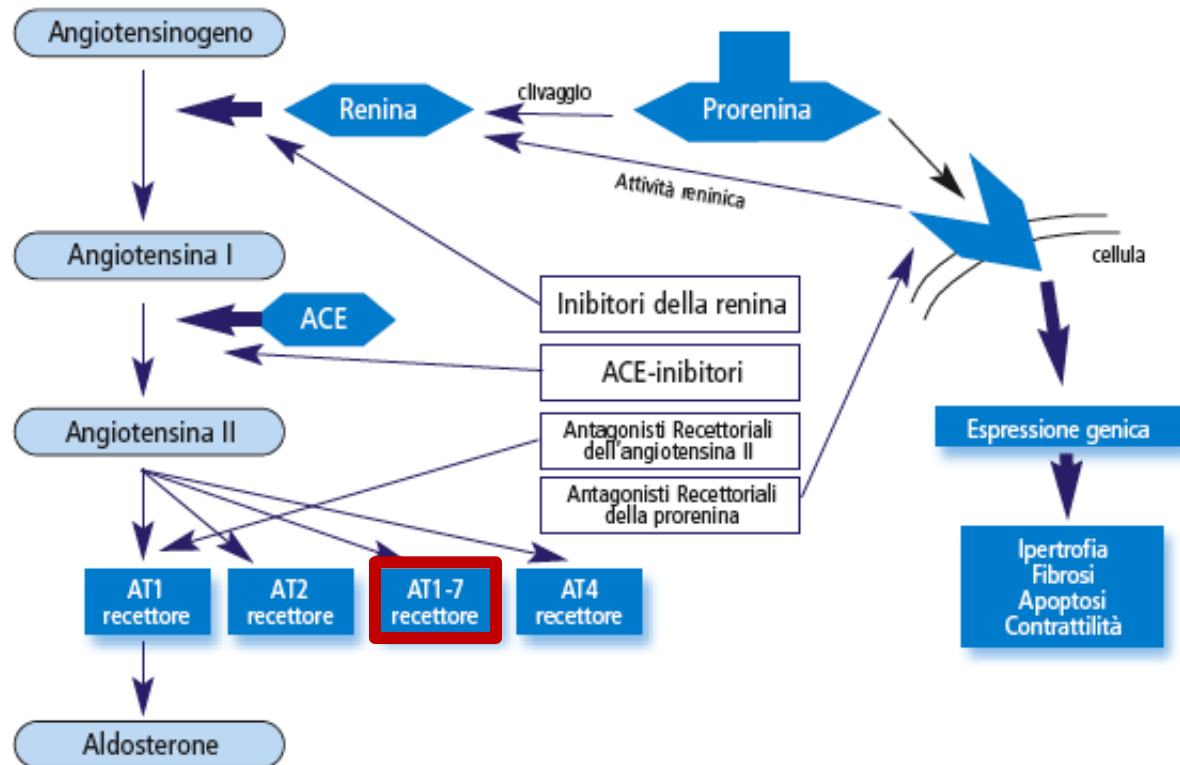 Angiotensinogeno
Renina
clivaggio
Prorenina
Attività reninica
cellula
Angiotensina I
ACE
Inibitori della renina
ACE-inibitori
Antagonisti Recettoriali
dell'angiotensina II
Antagonisti Recettoriali
della prorenina
Angiotensina II
Espressione genica
Ipertrofia
Fibrosi
Apoptosi
Contrattilità
AT1
recettore
AT2
recettore
AT1-7
recettore
AT4
recettore
Aldosterone